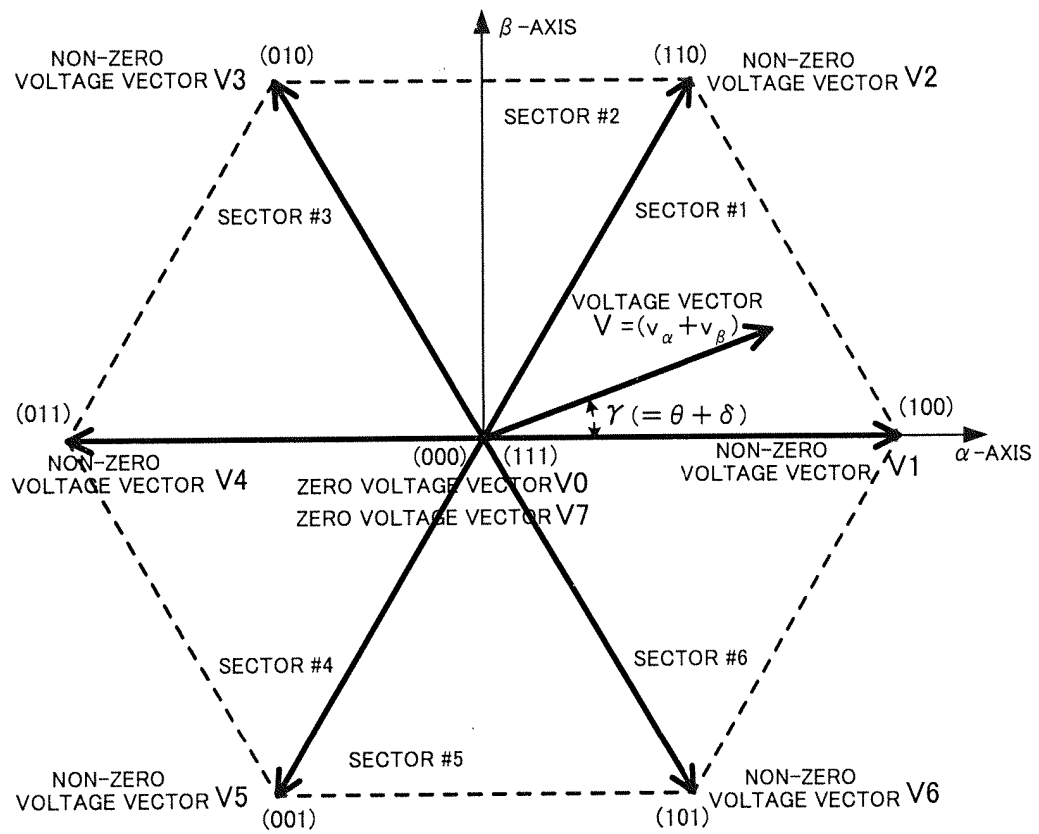 β-AXIS
NON-ZERO
VOLTAGE VECTOR V3
(010)
(110)
NON-ZERO
VOLTAGE VECTOR V2
SECTOR #2
SECTOR #3
SECTOR #1
VOLTAGE VECTOR
V =(vα+vβ)
γ (= θ + δ)
(011)
(100)
α-AXIS
NON-ZERO
VOLTAGE VECTOR V4
(000)
(111)
NON-ZERO
VOLTAGE VECTOR V1
ZERO VOLTAGE VECTOR V0
ZERO VOLTAGE VECTOR V7
SECTOR #4
SECTOR #6
SECTOR #5
NON-ZERO
VOLTAGE VECTOR V5
(001)
(101)
NON-ZERO
VOLTAGE VECTOR V6